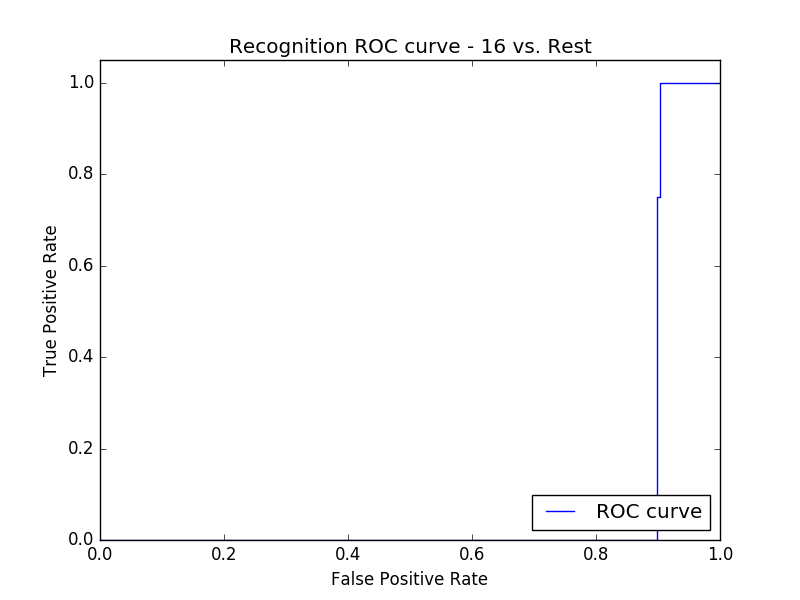 Recognition ROC curve - 16 vs. Rest
1.0
0.8
0.6
0.4
0.2
0.0
True Positive Rate
ROC curve
0.0 0.2 0.4 0.6 0.8 1.0
False Positive Rate